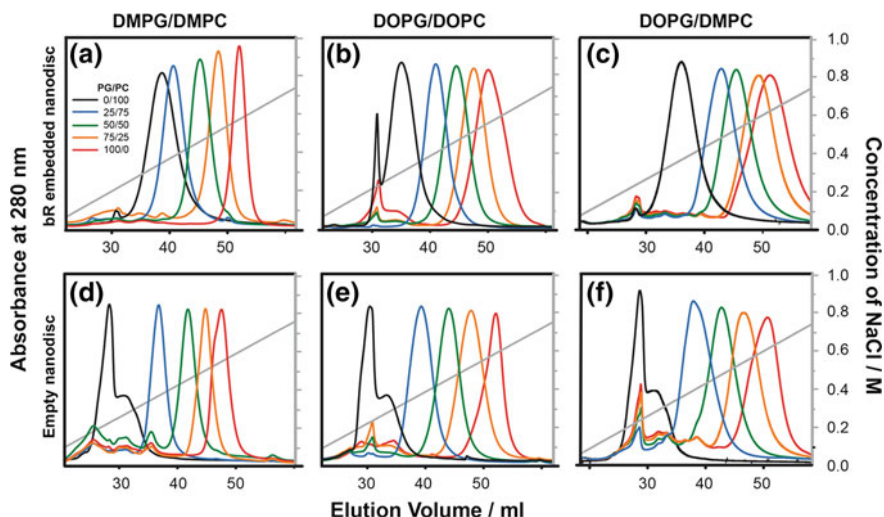 DMPG/DMPC DOPG/DOPC DOPG/DMPC
(a) (b) (c)
PG/PC
0/100
25/75
50/50
75/25
100/0
bR embedded nanodisc
Absorbance at 280 nm
1.0
0.8
0.6
0.4
0.2
0.0
30 40 50 30 40 50 30 40 50
(d) (e) (f)
Empty nanodisc
1.0
0.8
0.6
0.4
0.2
0.0
Concentration of NaCl / M
30 40 50 30 40 50 30 40 50
Elution Volume / ml